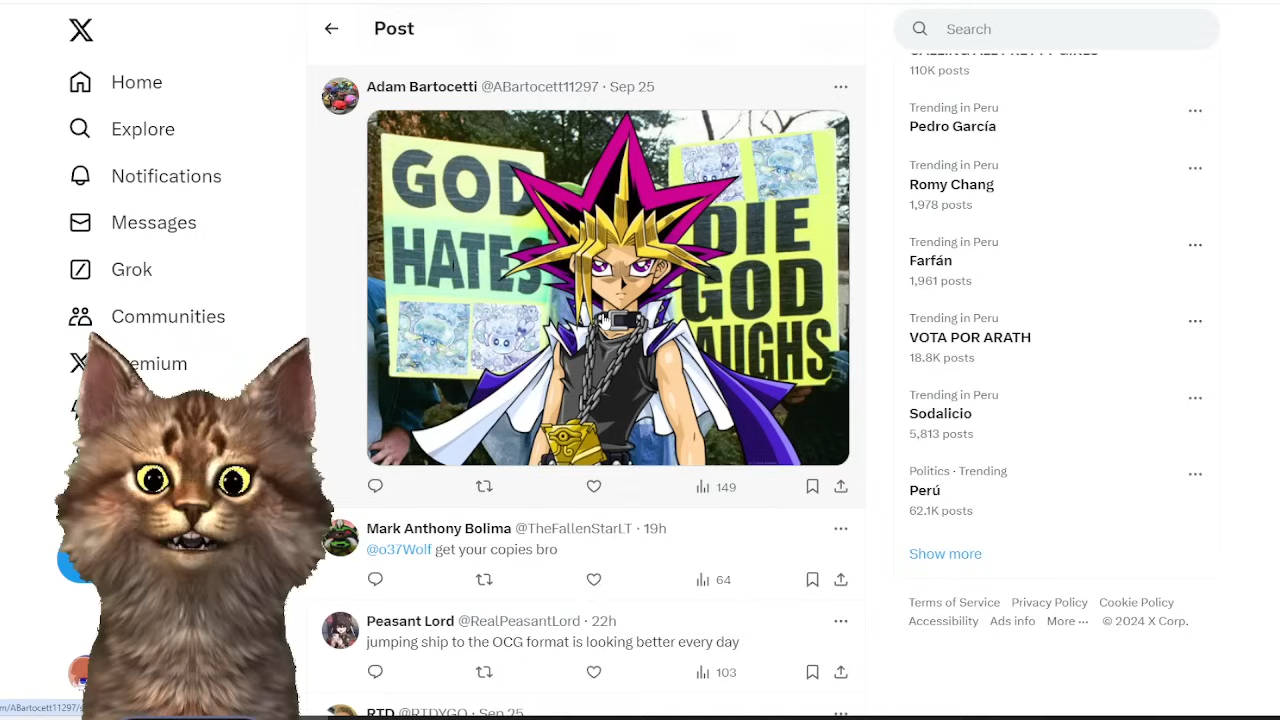 Home
Explore
Notifications
Messages
Grok
Communities
Post
Adam Bartocetti @ABartocett11297 · Sep 25
GOD
HATES
DIE
GOD
149
Mark Anthony Bolima @TheFallenStarLT · 19h
@o37Wolf get your copies bro
64
Peasant Lord @RealPeasantLord · 22h
jumping ship to the OCG format is looking better every day
103
RTD @RTDYGO · Sep 25
Search
110K posts
Trending in Peru
Pedro García
Trending in Peru
Romy Chang
1,978 posts
Trending in Peru
Farfán
1,961 posts
Trending in Peru
VOTA POR ARATH
18.8K posts
Trending in Peru
Sodalicio
5,813 posts
Politics · Trending
Perú
62.1K posts
Show more
Terms of Service Privacy Policy Cookie Policy
Accessibility Ads info More ··· © 2024 X Corp.